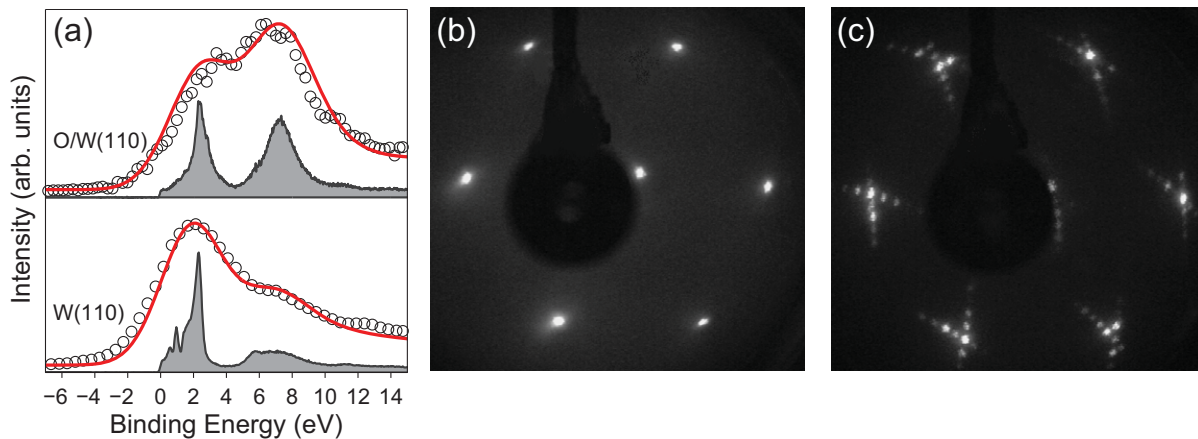 (a)
(b)
(c)
O/W(110)
W(110)
Intensity (arb. units)
−6 −4 −2 0 2 4 6 8 10 12 14
Binding Energy (eV)